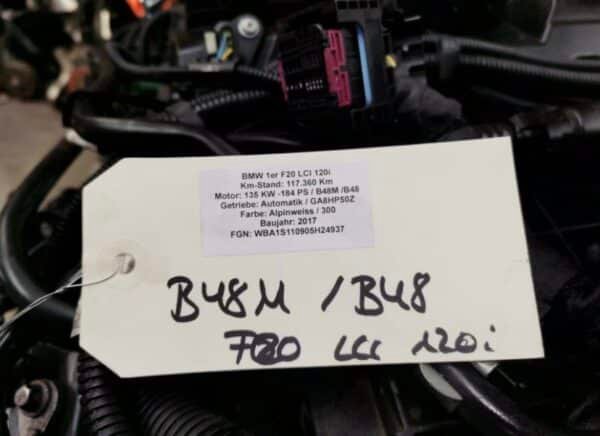 BMW 1er F20 LCI 120i
Km-Stand: 117.360 Km
Motor: 135 KW -184 PS / B48M /B48
Getriebe: Automatik / GA8HP50Z
Farbe: Alpinweiss / 300
Baujahr: 2017
FGN: WBA1S110905H24937
B48M / B48
F20 LCI 120i